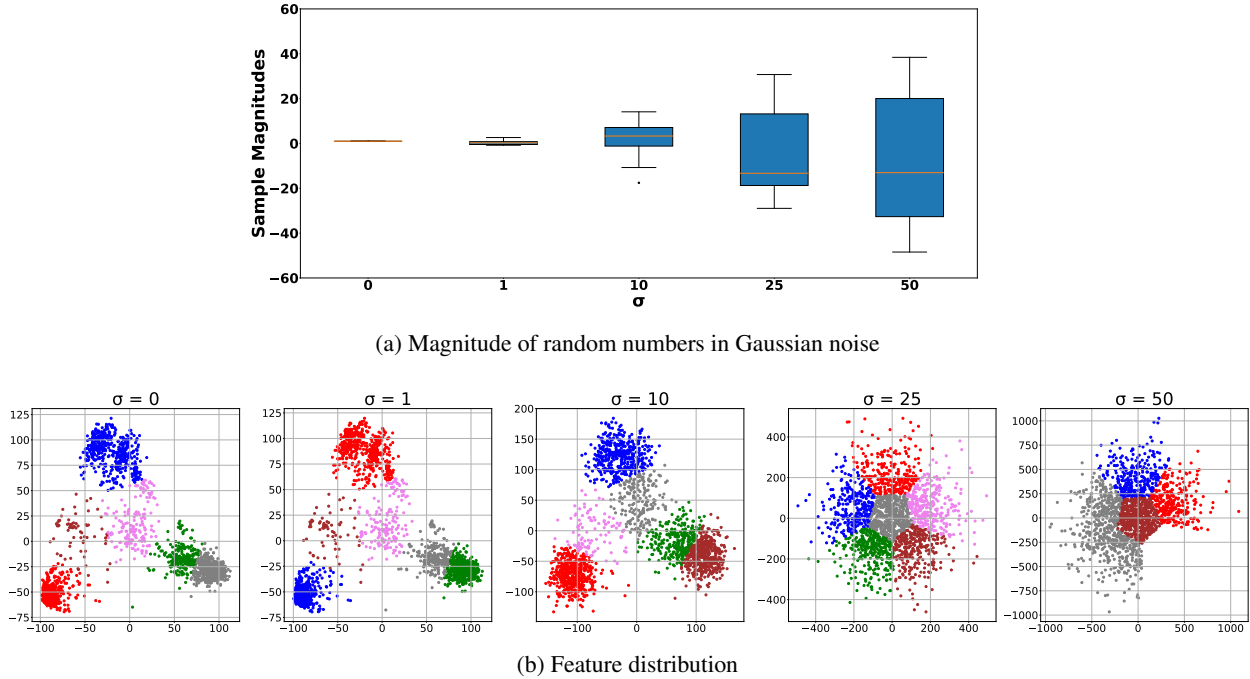 60
40
20
0
−20
−40
−60
Sample Magnitudes
0 1 10 25 50
σ
(a) Magnitude of random numbers in Gaussian noise
σ = 0 σ = 1 σ = 10 σ = 25 σ = 50
125 125 200 400 1000
100 100 150 200 750
75 75 100 0 500
50 50 50 −200 250
25 25 0 −400 0
0 0 −50 −250
−25 −25 −100 −500
−50 −50 −750
−75 −75 −1000
−100 −50 0 50 100 −100 −50 0 50 100 −100 0 100 −400 −200 0 200 400 −1000 −500 0 500 1000
(b) Feature distribution